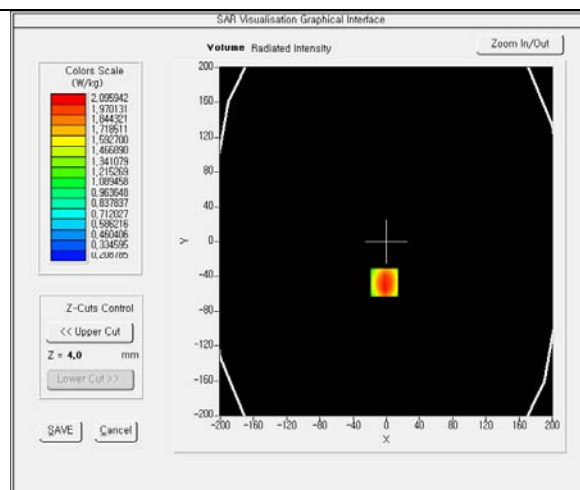 SAR Visualisation Graphical Interface
Volume Radiated Intensity
Zoom In/Out
Colors Scale
(W/kg)
2.095942
1.970131
1.844321
1.718511
1.592700
1.466890
1.341079
1.215269
1.089458
0.963648
0.837837
0.712027
0.586216
0.460406
0.334595
0.208785
200
160
120
80
40
0
-40
-80
-120
-160
-200
Y
-200 -160 -120 -80 -40 0 40 80 120 160 200
X
Z-Cuts Control
<< Upper Cut
Z = 4.0 mm
Lower Cut >>
SAVE Cancel